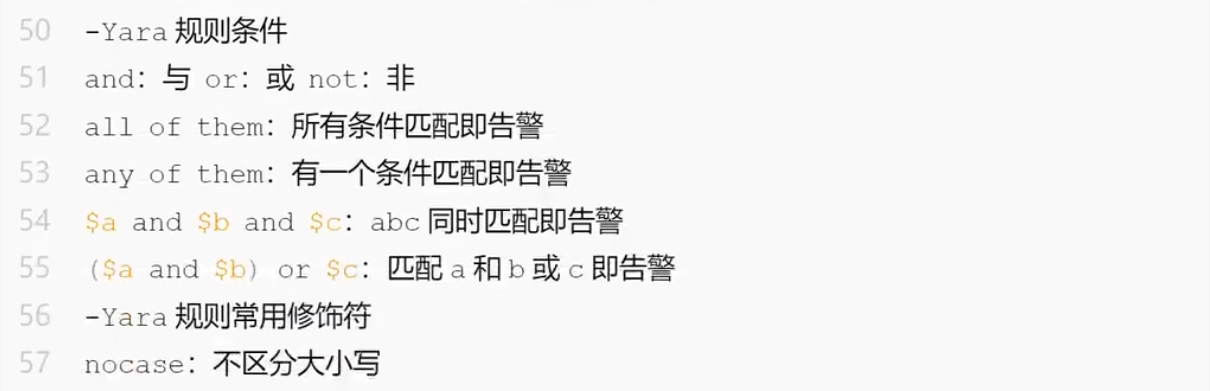 50 -Yara 规则条件
51 and：与 or：或 not：非
52 all of them：所有条件匹配即告警
53 any of them：有一个条件匹配即告警
54 $a and $b and $c：abc 同时匹配即告警
55 ($a and $b) or $c：匹配 a 和 b 或 c 即告警
56 -Yara 规则常用修饰符
57 nocase：不区分大小写